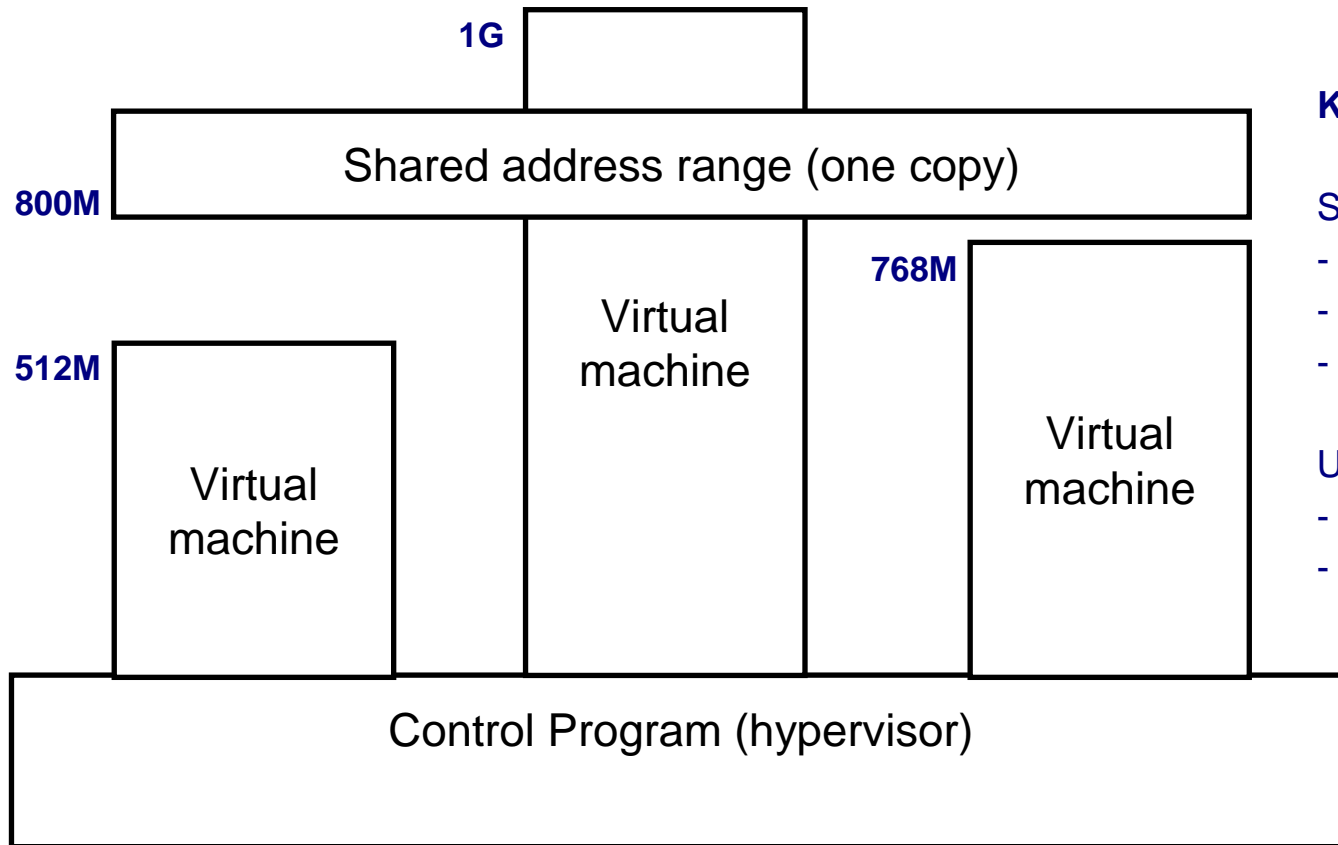 1G
Shared address range (one copy)
800M
768M
Virtual
machine
512M
Virtual
machine
Virtual
machine
Control Program (hypervisor)
K
S
-
-
-
U
-
-